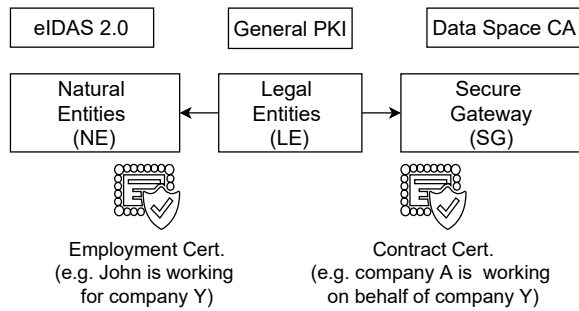 eIDAS 2.0
General PKI
Data Space CA
Natural
Entities
(NE)
Legal
Entities
(LE)
Secure
Gateway
(SG)
Employment Cert.
(e.g. John is working
for company Y)
Contract Cert.
(e.g. company A is working
on behalf of company Y)